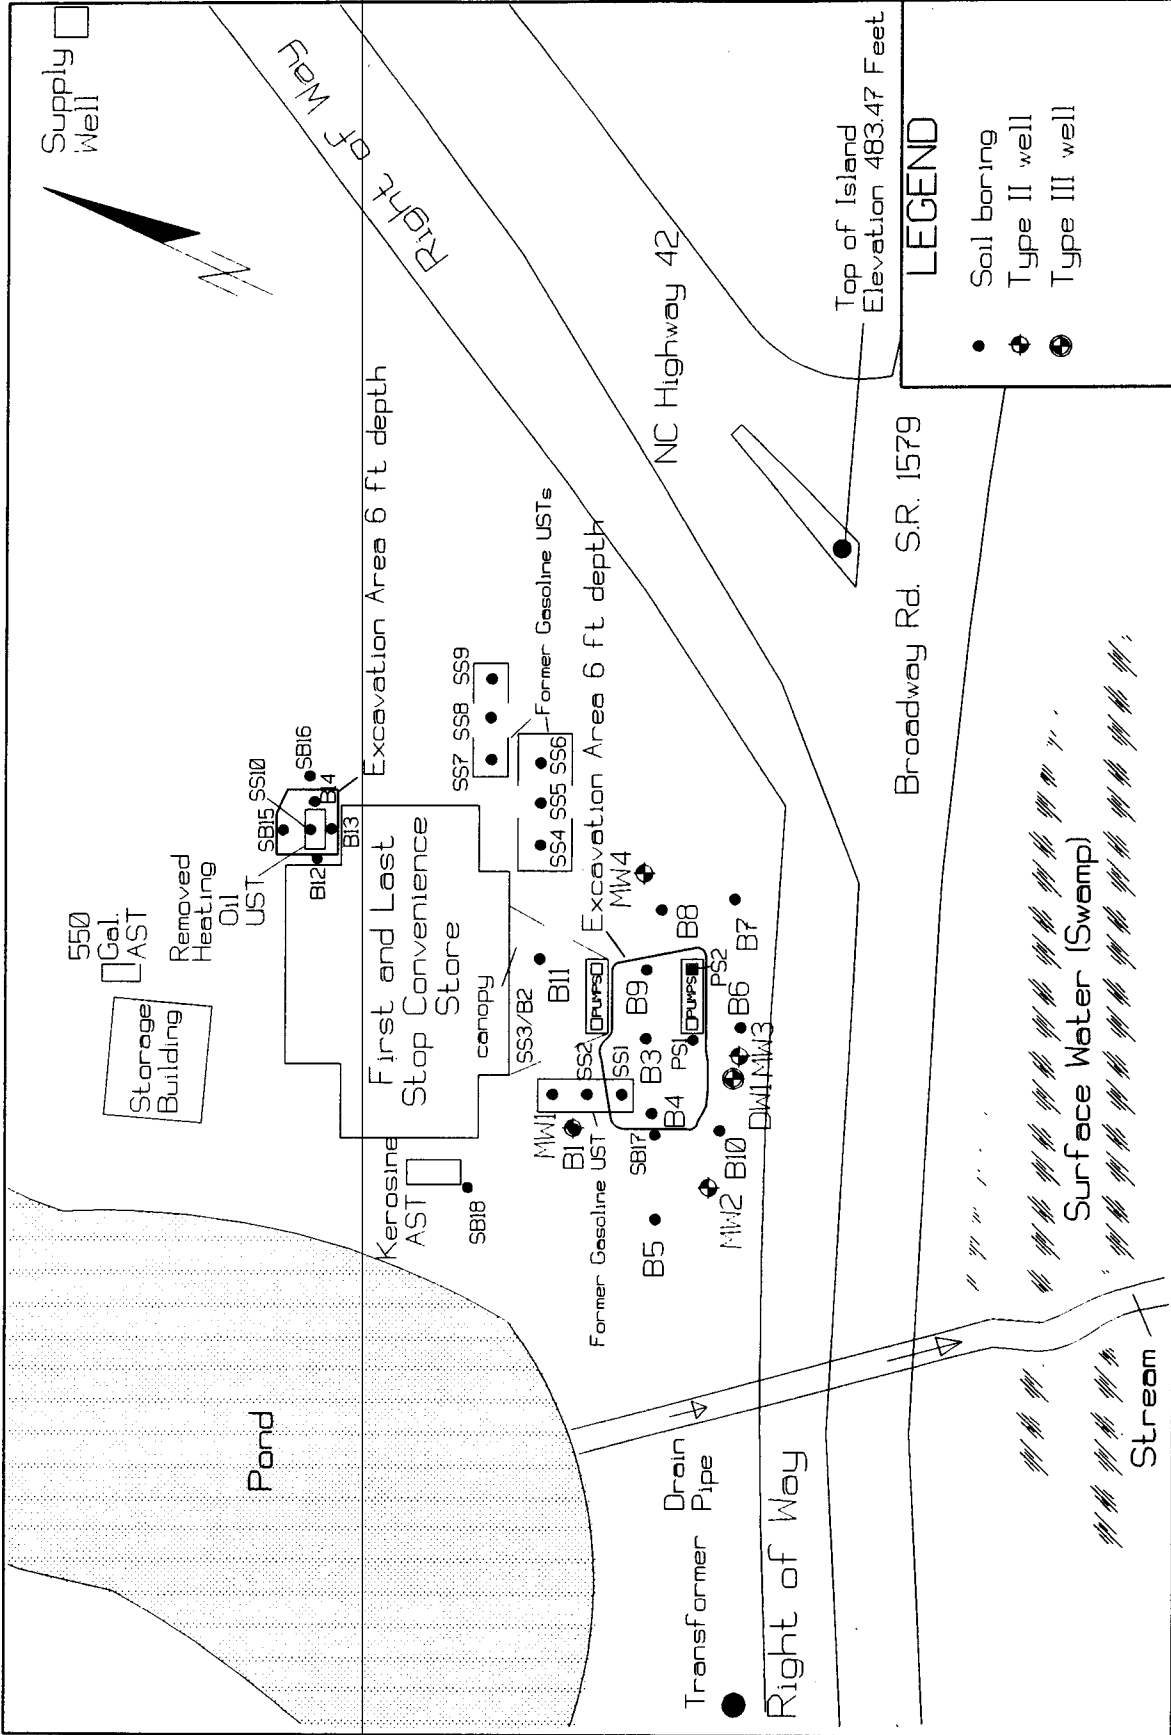 Supply
Well
Right of Way
N
NC Highway 42
Top of Island
Elevation 483.47 Feet
LEGEND
Soil boring
Type II well
Type III well
Broadway Rd. S.R. 1579
Excavation Area 6 ft depth
SB15
SS10
SB16
B14
B13
B12
Removed
Heating
Oil
UST
550
Gal.
AST
Storage
Building
First and Last
Stop Convenience
Store
canopy
SS7 SS8 SS9
Former Gasoline USTs
SS4 SS5 SS6
Excavation Area 6 ft depth
MW4
B8
B7
B11
SS3/B2
PUMPS
B9
PUMPS
PS2
B6
PS1
B3
SS2
SS1
MW1
B1
Former Gasoline UST
B4
SB17
DW1
MW3
B10
MW2
B5
Kerosine
AST
SB18
Pond
Drain
Pipe
Transformer
Right of Way
Surface Water (Swamp)
Stream